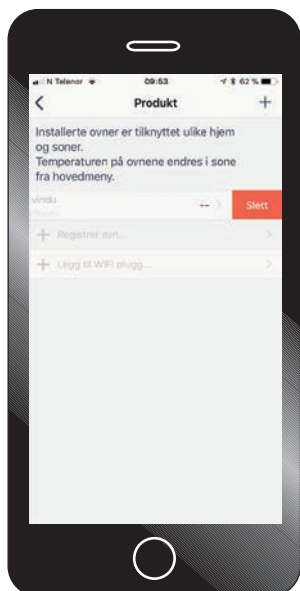 N Telenor 09:53 62 %
Produkt +
Installerte ovner er tilknyttet ulike hjem
og soner.
Temperaturen på ovnene endres i sone
fra hovedmeny.
vindu
-- Slett
+ Registrer ovn...
+ Legg til WiFi plugg...